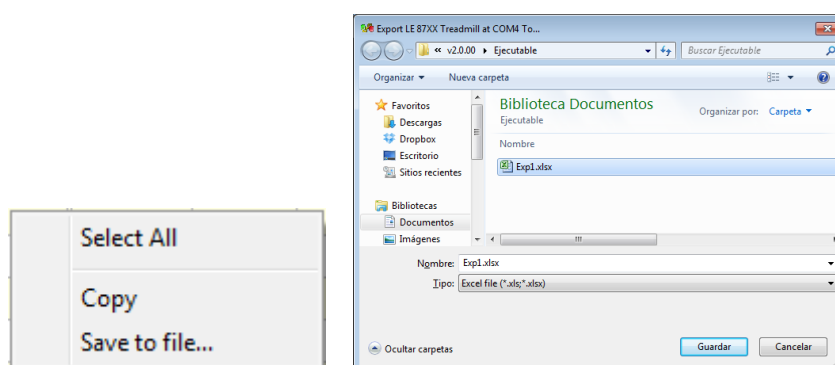 Select All
Copy
Save to file...
Export LE 87XX Treadmill at COM4 To...
« v2.0.00 ▸ Ejecutable
Buscar Ejecutable
Organizar
Nueva carpeta
Favoritos
Descargas
Dropbox
Escritorio
Sitios recientes
Bibliotecas
Documentos
Imágenes
Biblioteca Documentos
Ejecutable
Organizar por: Carpeta
Nombre
Exp1.xlsx
Nombre: Exp1.xlsx
Tipo: Excel file (*.xls;*.xlsx)
Ocultar carpetas
Guardar
Cancelar